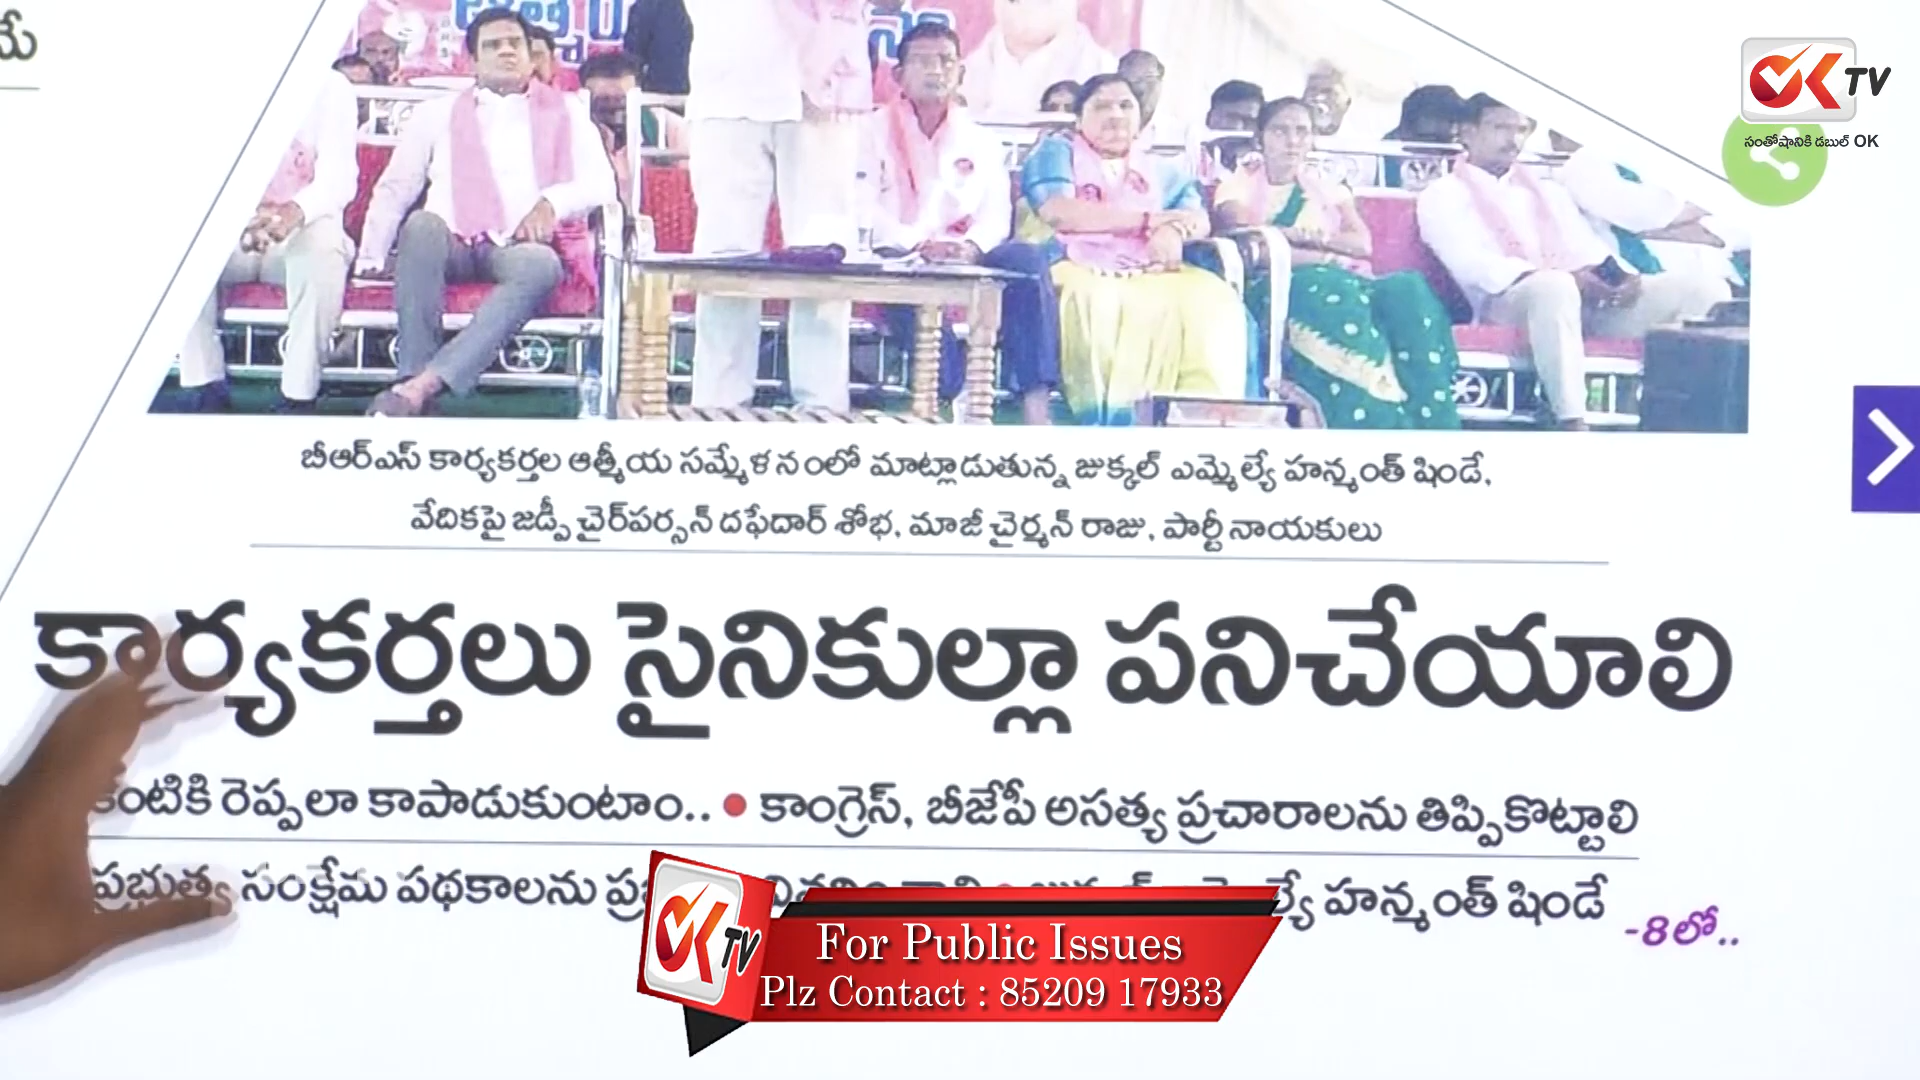 OK TV
సంతోషానికి డబుల్ OK
బీఆర్ఎస్ కార్యకర్తల ఆత్మీయ సమ్మేళనంలో మాట్లాడుతున్న జుక్కల్ ఎమ్మెల్యే హన్మంత్ షిండే,
వేదికపై జడ్పీ చైర్‌పర్సన్ దఫేదార్ శోభ, మాజీ చైర్మన్ రాజు, పార్టీ నాయకులు
కార్యకర్తలు సైనికుల్లా పనిచేయాలి
కంటికి రెప్పలా కాపాడుకుంటాం.. • కాంగ్రెస్, బీజేపీ అసత్య ప్రచారాలను తిప్పికొట్టాలి
ప్రభుత్వ సంక్షేమ పథకాలను హన్మంత్ షిండే
-8లో..
OK TV
For Public Issues
Plz Contact : 85209 17933